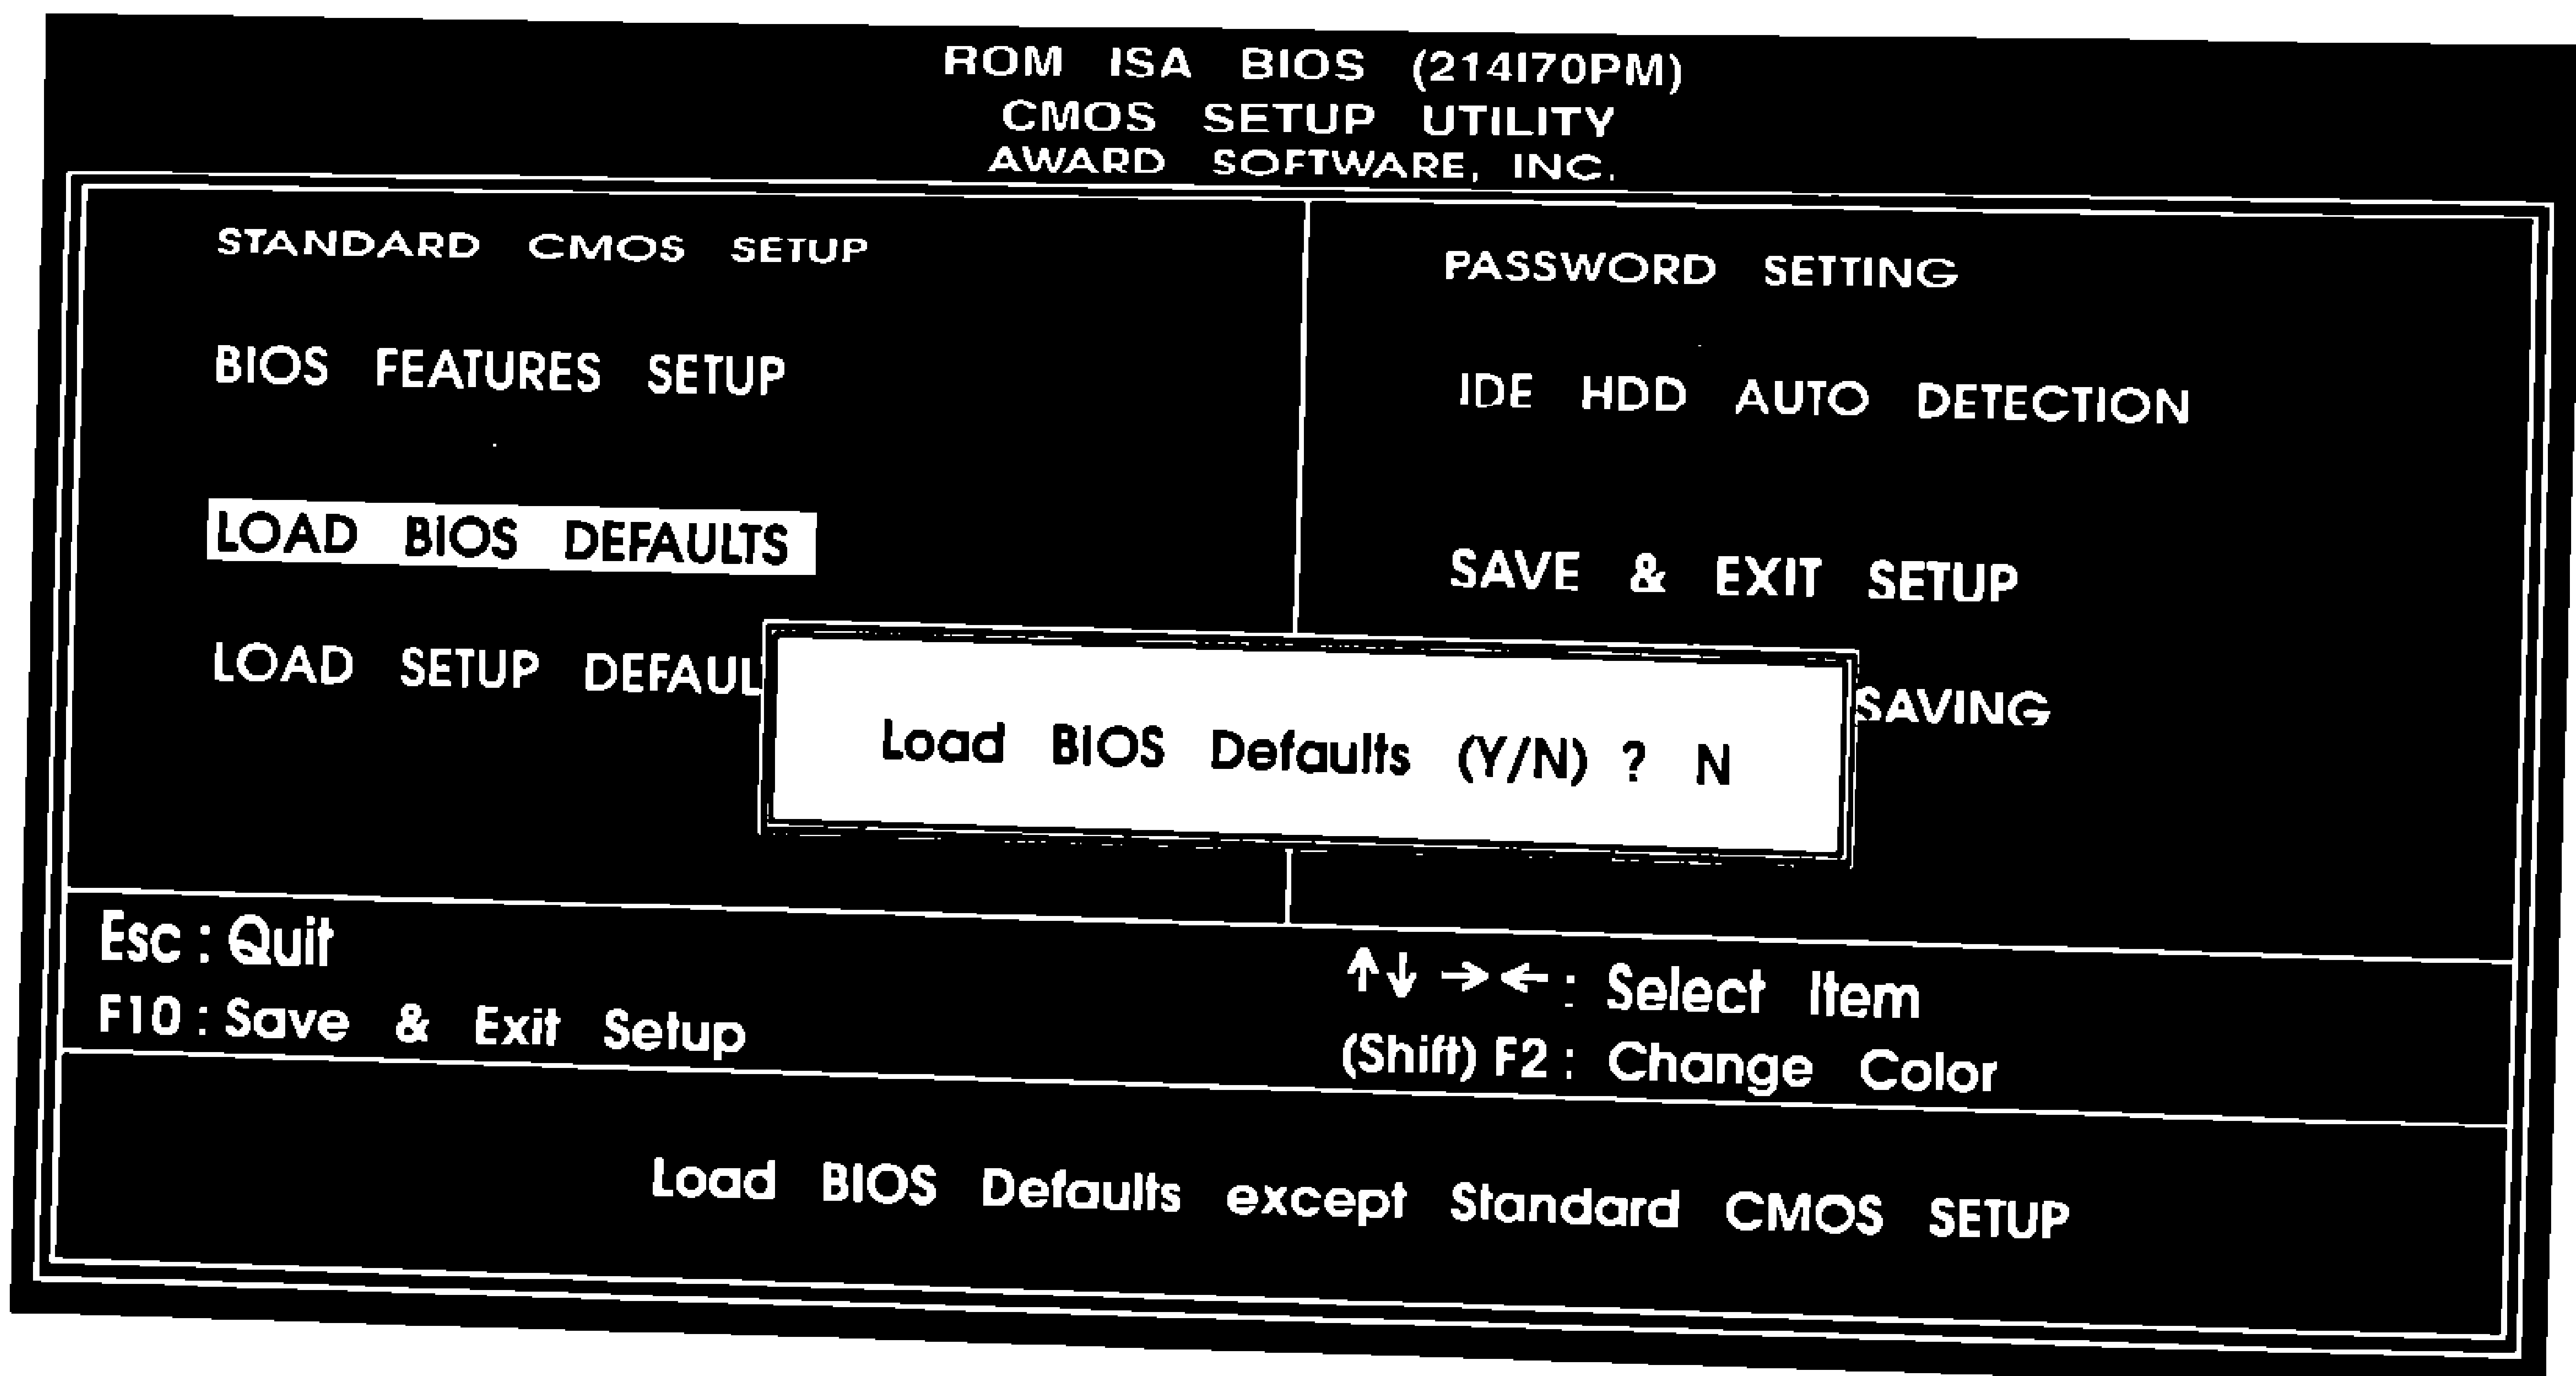 ROM ISA BIOS (214I70PM)
CMOS SETUP UTILITY
AWARD SOFTWARE, INC.
STANDARD CMOS SETUP
BIOS FEATURES SETUP
LOAD BIOS DEFAULTS
LOAD SETUP DEFAUL
PASSWORD SETTING
IDE HDD AUTO DETECTION
SAVE & EXIT SETUP
SAVING
Load BIOS Defaults (Y/N) ? N
Esc : Quit
F10 : Save & Exit Setup
↑↓ →← : Select Item
(Shift) F2 : Change Color
Load BIOS Defaults except Standard CMOS SETUP